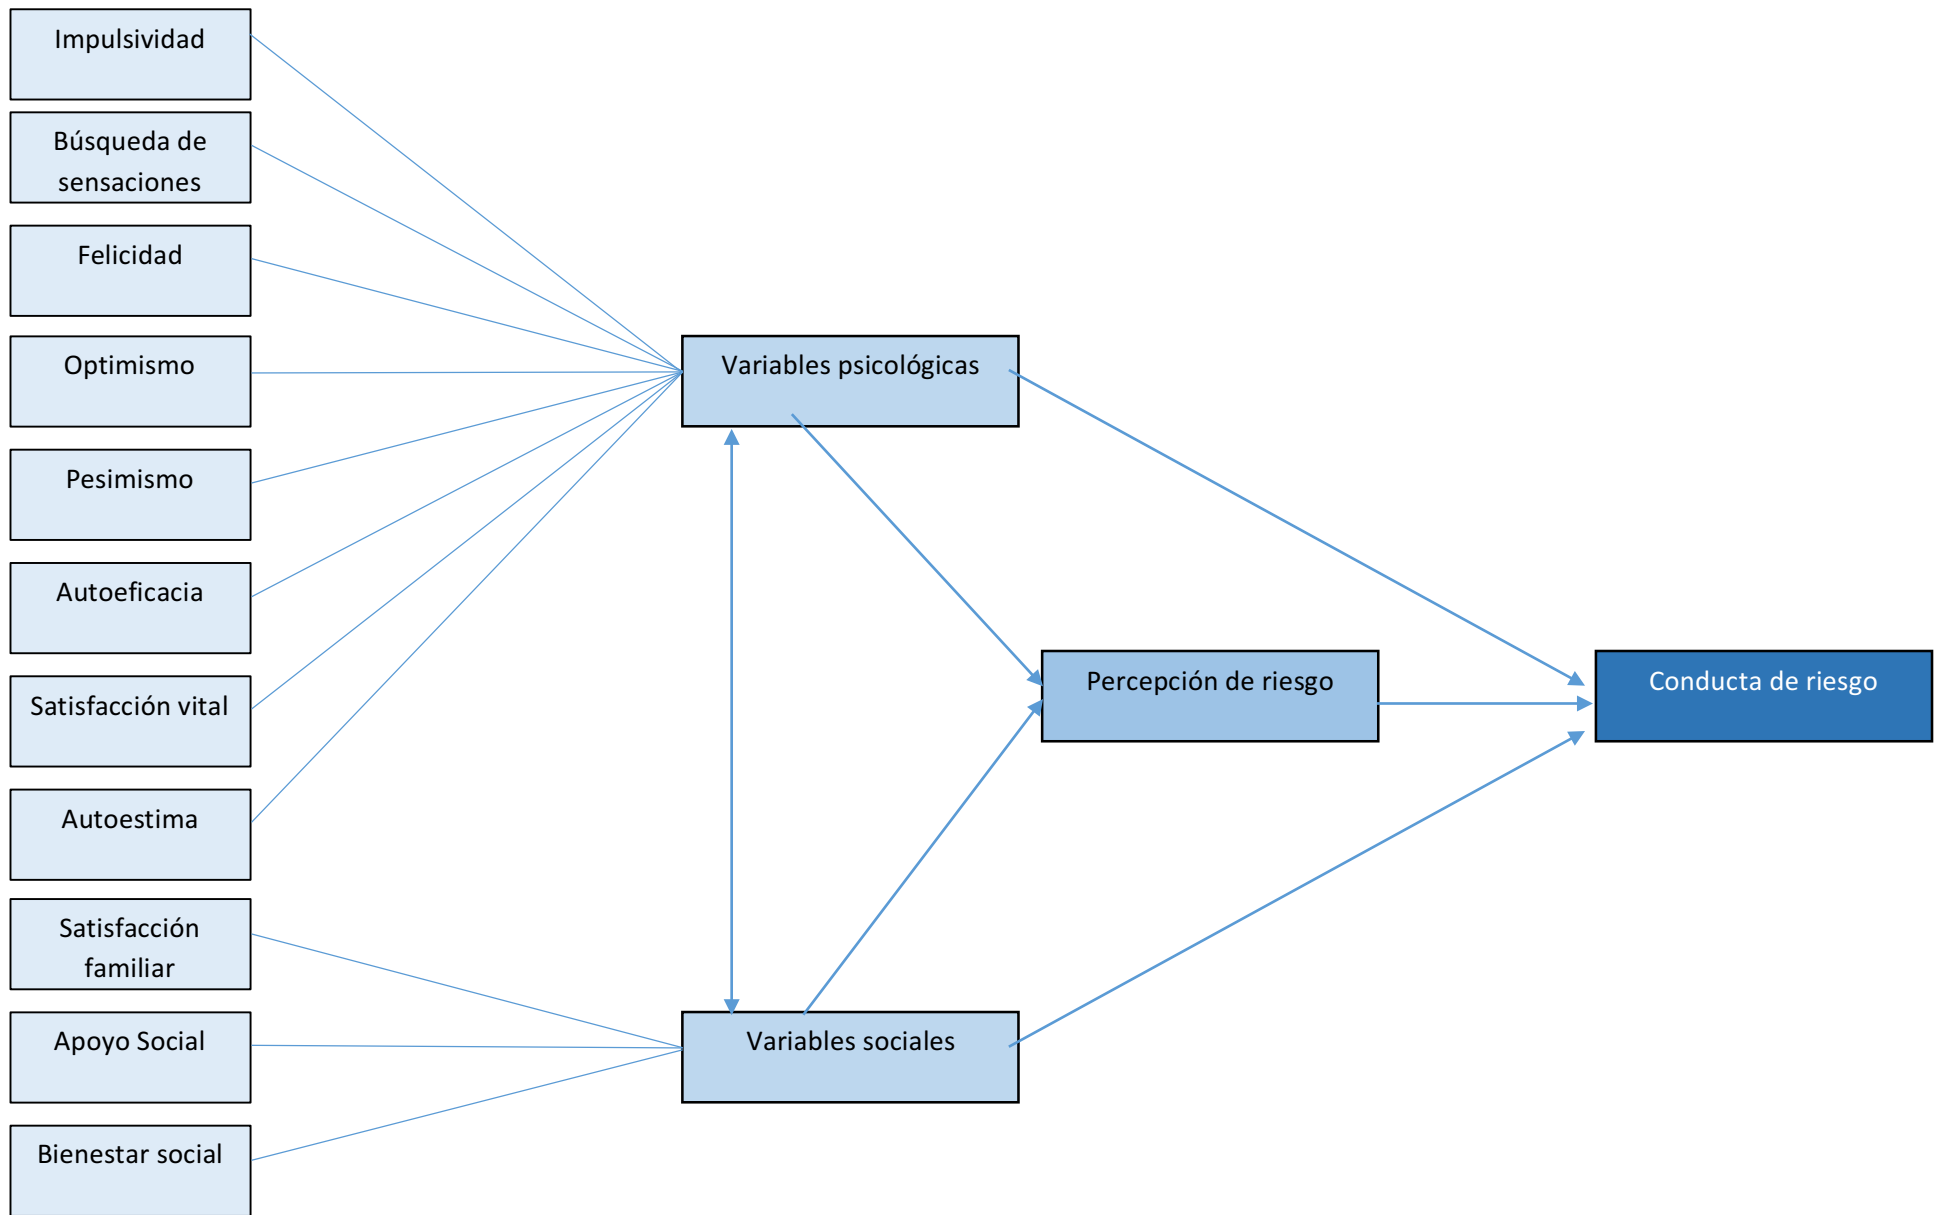 Impulsividad
Búsqueda de
sensaciones
Felicidad
Optimismo
Pesimismo
Autoeficacia
Satisfacción vital
Autoestima
Satisfacción
familiar
Apoyo Social
Bienestar social
Variables psicológicas
Variables sociales
Percepción de riesgo
Conducta de riesgo